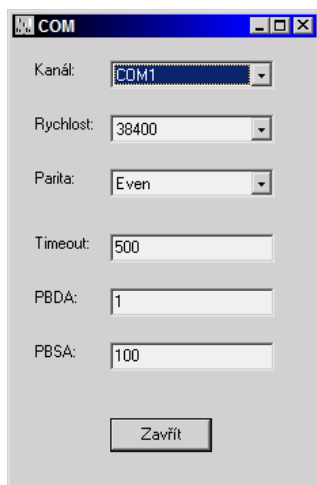 COM
Kanál: COM1
Rychlost: 38400
Parita: Even
Timeout: 500
PBDA: 1
PBSA: 100
Zavřít